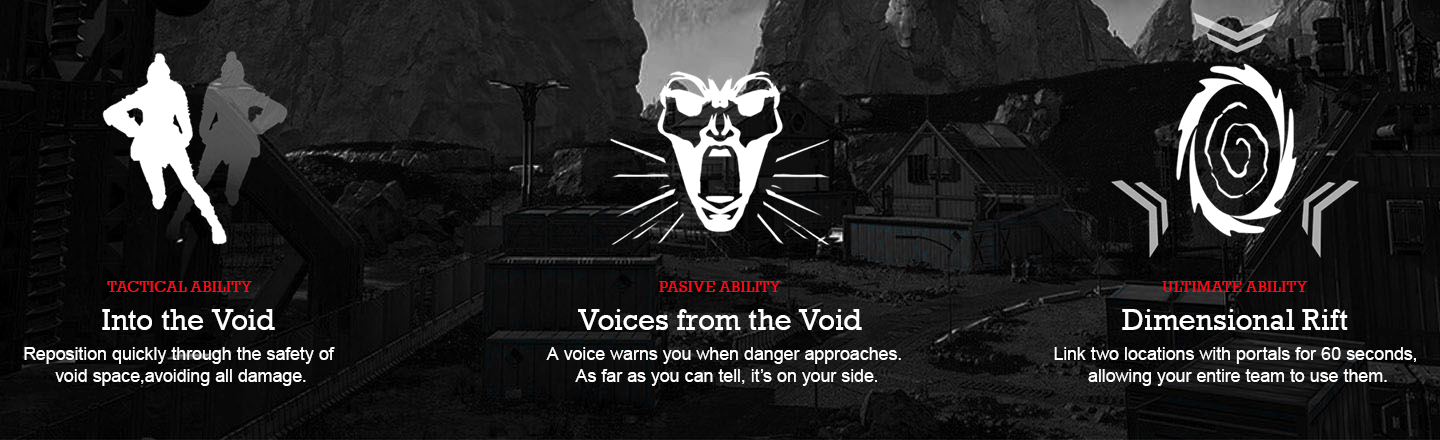 TACTICAL ABILITY
Into the Void
Reposition quickly through the safety of
void space,avoiding all damage.
PASIVE ABILITY
Voices from the Void
A voice warns you when danger approaches.
As far as you can tell, it's on your side.
ULTIMATE ABILITY
Dimensional Rift
Link two locations with portals for 60 seconds,
allowing your entire team to use them.